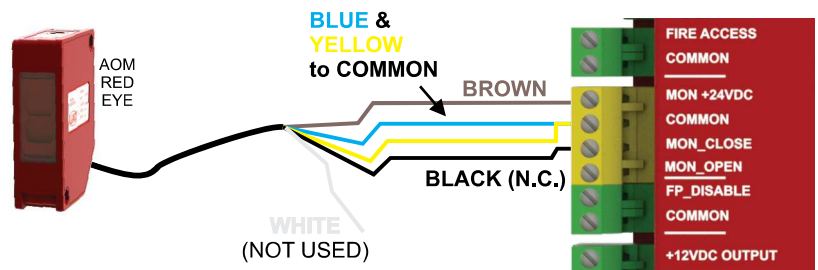 BLUE &
YELLOW
to COMMON
AOM
RED
EYE
BROWN
BLACK (N.C.)
WHITE
(NOT USED)
FIRE ACCESS
COMMON
MON +24VDC
COMMON
MON_CLOSE
MON_OPEN
FP_DISABLE
COMMON
+12VDC OUTPUT